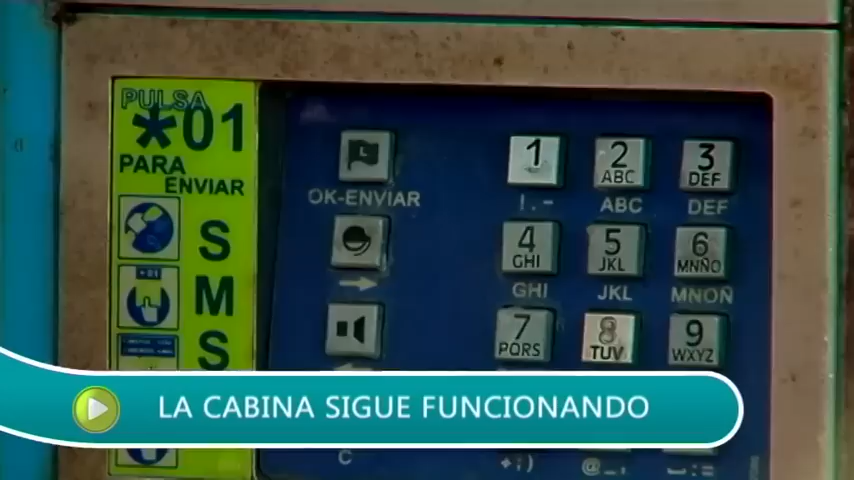 PULSA
*01
PARA
ENVIAR
S
M
S
*01
OK-ENVIAR
1
!.-
2
ABC
ABC
3
DEF
DEF
4
GHI
GHI
5
JKL
JKL
6
MNÑO
MNOÑ
7
PQRS
8
TUV
9
WXYZ
LA CABINA SIGUE FUNCIONANDO
C